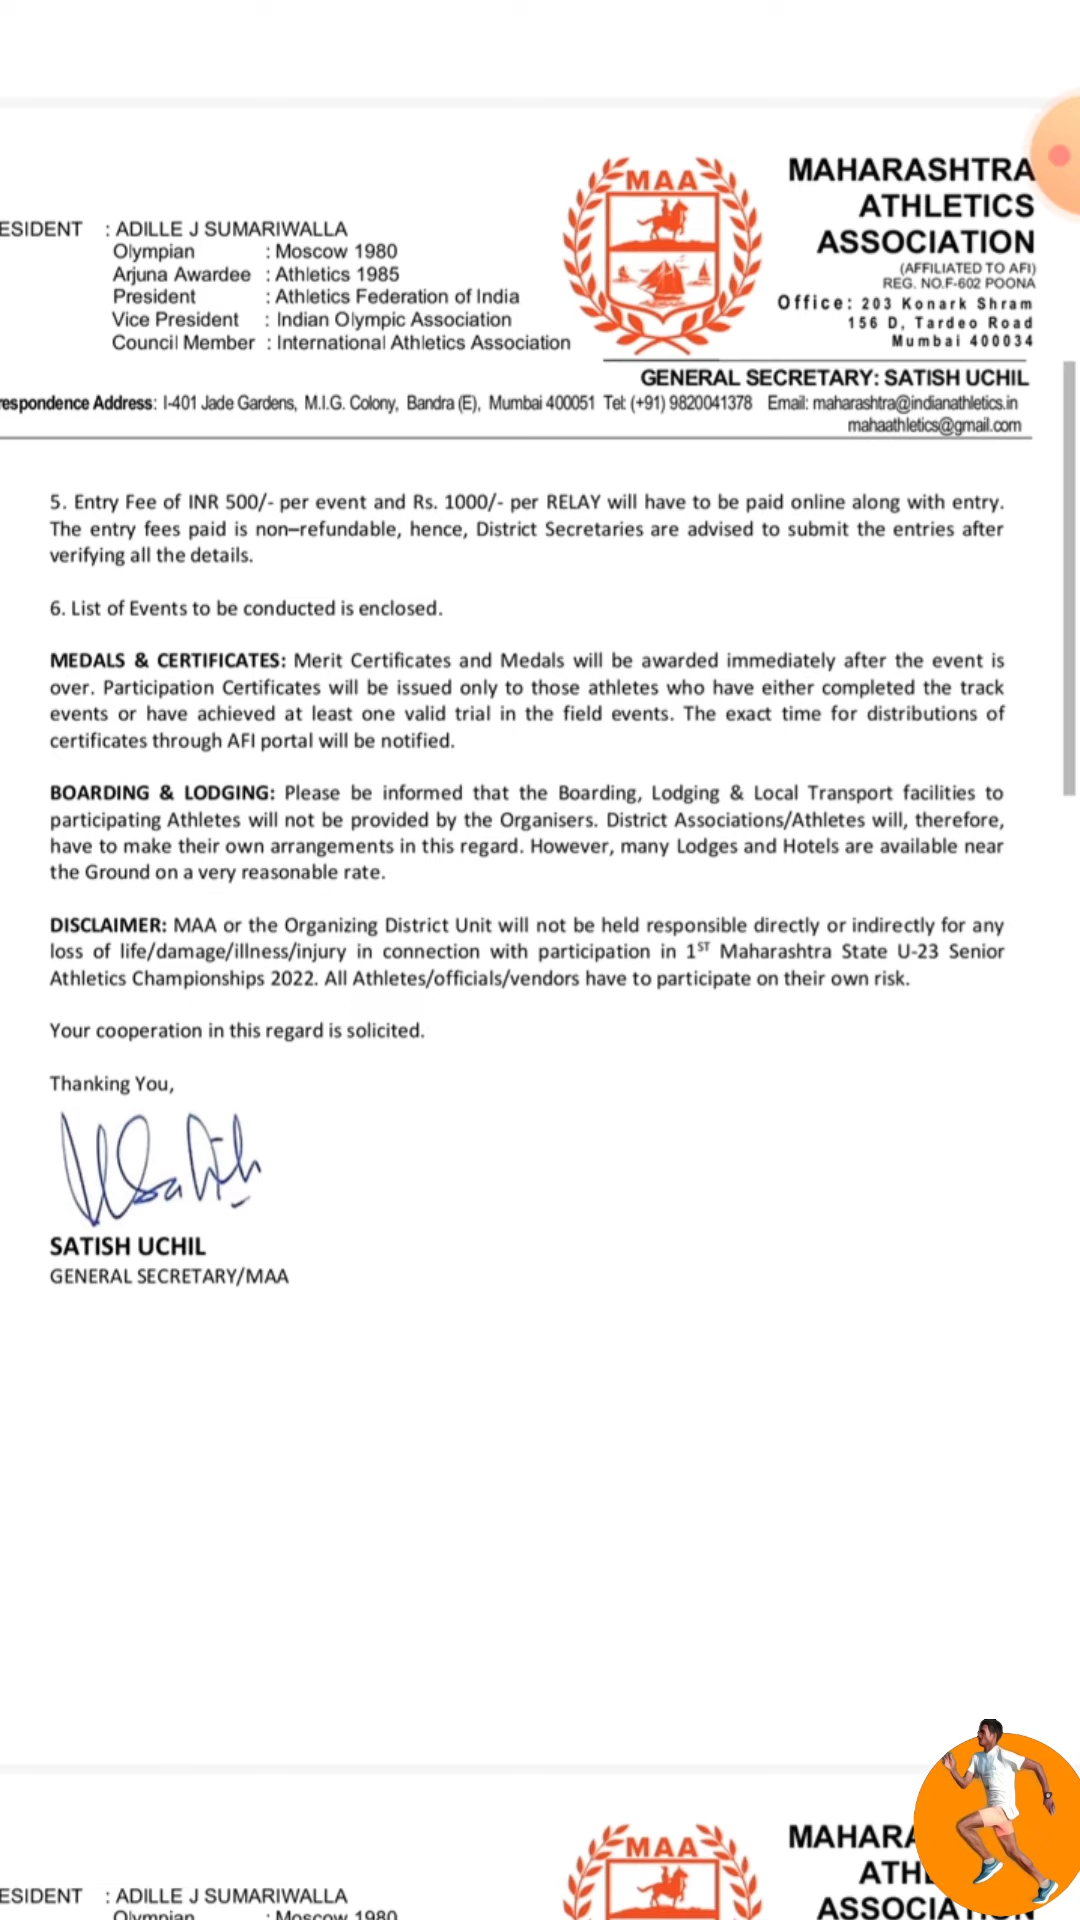 MAA
MAHARASHTRA
ATHLETICS
ASSOCIATION
(AFFILIATED TO AFI)
REG. NO.F-602 POONA
Office: 203 Konark Shram
156 D, Tardeo Road
Mumbai 400034
ESIDENT : ADILLE J SUMARIWALLA
Olympian : Moscow 1980
Arjuna Awardee : Athletics 1985
President : Athletics Federation of India
Vice President : Indian Olympic Association
Council Member : International Athletics Association
GENERAL SECRETARY: SATISH UCHIL
respondence Address: I-401 Jade Gardens, M.I.G. Colony, Bandra (E), Mumbai 400051 Tel: (+91) 9820041378 Email: maharashtra@indianathletics.in
mahaathletics@gmail.com
5. Entry Fee of INR 500/- per event and Rs. 1000/- per RELAY will have to be paid online along with entry.
The entry fees paid is non–refundable, hence, District Secretaries are advised to submit the entries after
verifying all the details.
6. List of Events to be conducted is enclosed.
MEDALS & CERTIFICATES: Merit Certificates and Medals will be awarded immediately after the event is
over. Participation Certificates will be issued only to those athletes who have either completed the track
events or have achieved at least one valid trial in the field events. The exact time for distributions of
certificates through AFI portal will be notified.
BOARDING & LODGING: Please be informed that the Boarding, Lodging & Local Transport facilities to
participating Athletes will not be provided by the Organisers. District Associations/Athletes will, therefore,
have to make their own arrangements in this regard. However, many Lodges and Hotels are available near
the Ground on a very reasonable rate.
DISCLAIMER: MAA or the Organizing District Unit will not be held responsible directly or indirectly for any
loss of life/damage/illness/injury in connection with participation in 1ST Maharashtra State U-23 Senior
Athletics Championships 2022. All Athletes/officials/vendors have to participate on their own risk.
Your cooperation in this regard is solicited.
Thanking You,
SATISH UCHIL
GENERAL SECRETARY/MAA
MAA
MAHARA
ATH
ASSOCIATION
ESIDENT : ADILLE J SUMARIWALLA
Olympian : Moscow 1980